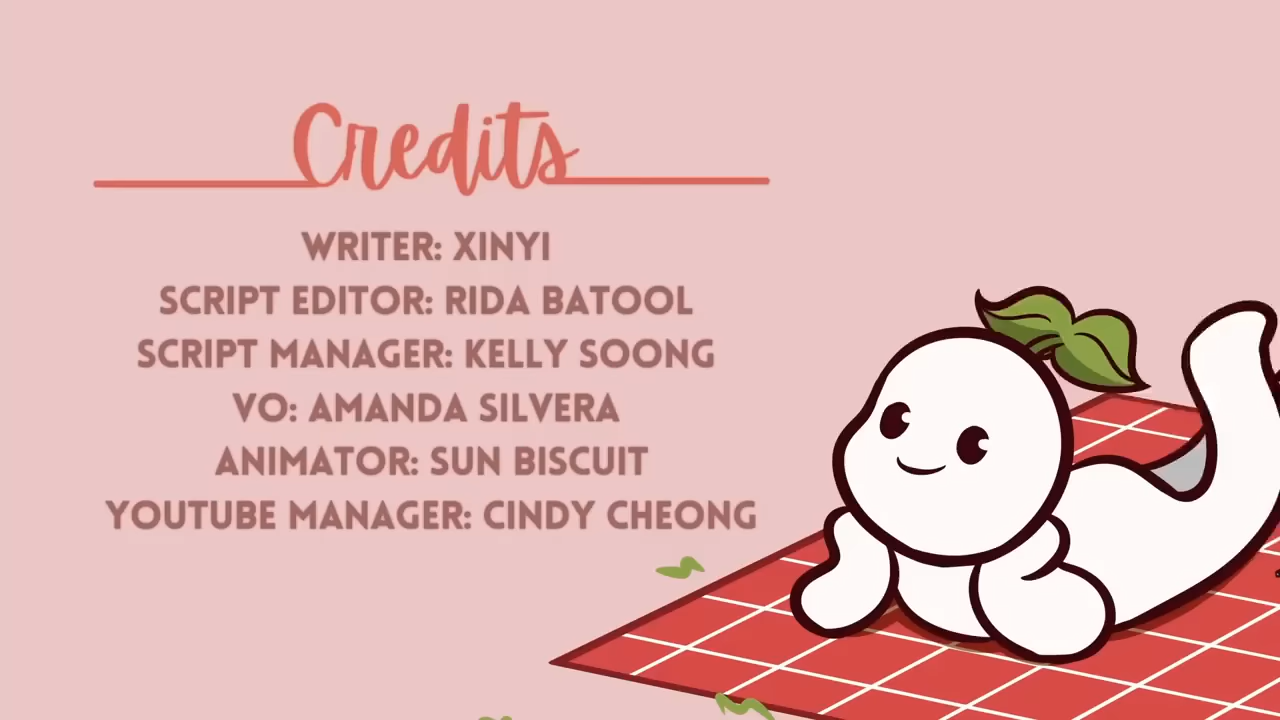 Credits
WRITER: XINYI
SCRIPT EDITOR: RIDA BATOOL
SCRIPT MANAGER: KELLY SOONG
VO: AMANDA SILVERA
ANIMATOR: SUN BISCUIT
YOUTUBE MANAGER: CINDY CHEONG